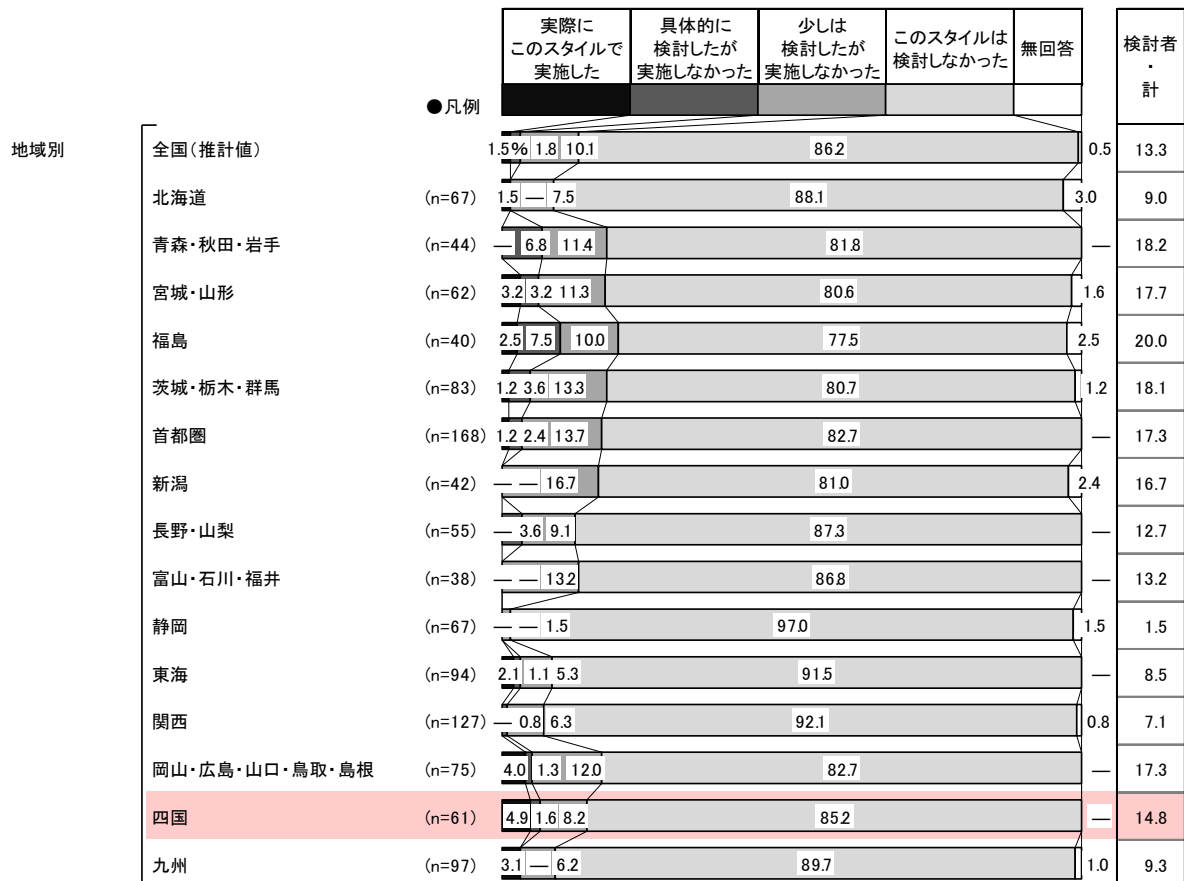 実際に
このスタイルで
実施した
具体的に
検討したが
実施しなかった
少しは
検討したが
実施しなかった
このスタイルは
検討しなかった
無回答
検討者
・
計
●凡例
地域別
全国(推計値) 1.5% 1.8 10.1 86.2 0.5 13.3
北海道 (n=67) 1.5 — 7.5 88.1 3.0 9.0
青森・秋田・岩手 (n=44) — 6.8 11.4 81.8 — 18.2
宮城・山形 (n=62) 3.2 3.2 11.3 80.6 1.6 17.7
福島 (n=40) 2.5 7.5 10.0 77.5 2.5 20.0
茨城・栃木・群馬 (n=83) 1.2 3.6 13.3 80.7 1.2 18.1
首都圏 (n=168) 1.2 2.4 13.7 82.7 — 17.3
新潟 (n=42) — — 16.7 81.0 2.4 16.7
長野・山梨 (n=55) — 3.6 9.1 87.3 — 12.7
富山・石川・福井 (n=38) — — 13.2 86.8 — 13.2
静岡 (n=67) — — 1.5 97.0 1.5 1.5
東海 (n=94) 2.1 1.1 5.3 91.5 — 8.5
関西 (n=127) — 0.8 6.3 92.1 0.8 7.1
岡山・広島・山口・鳥取・島根 (n=75) 4.0 1.3 12.0 82.7 — 17.3
四国 (n=61) 4.9 1.6 8.2 85.2 — 14.8
九州 (n=97) 3.1 — 6.2 89.7 1.0 9.3